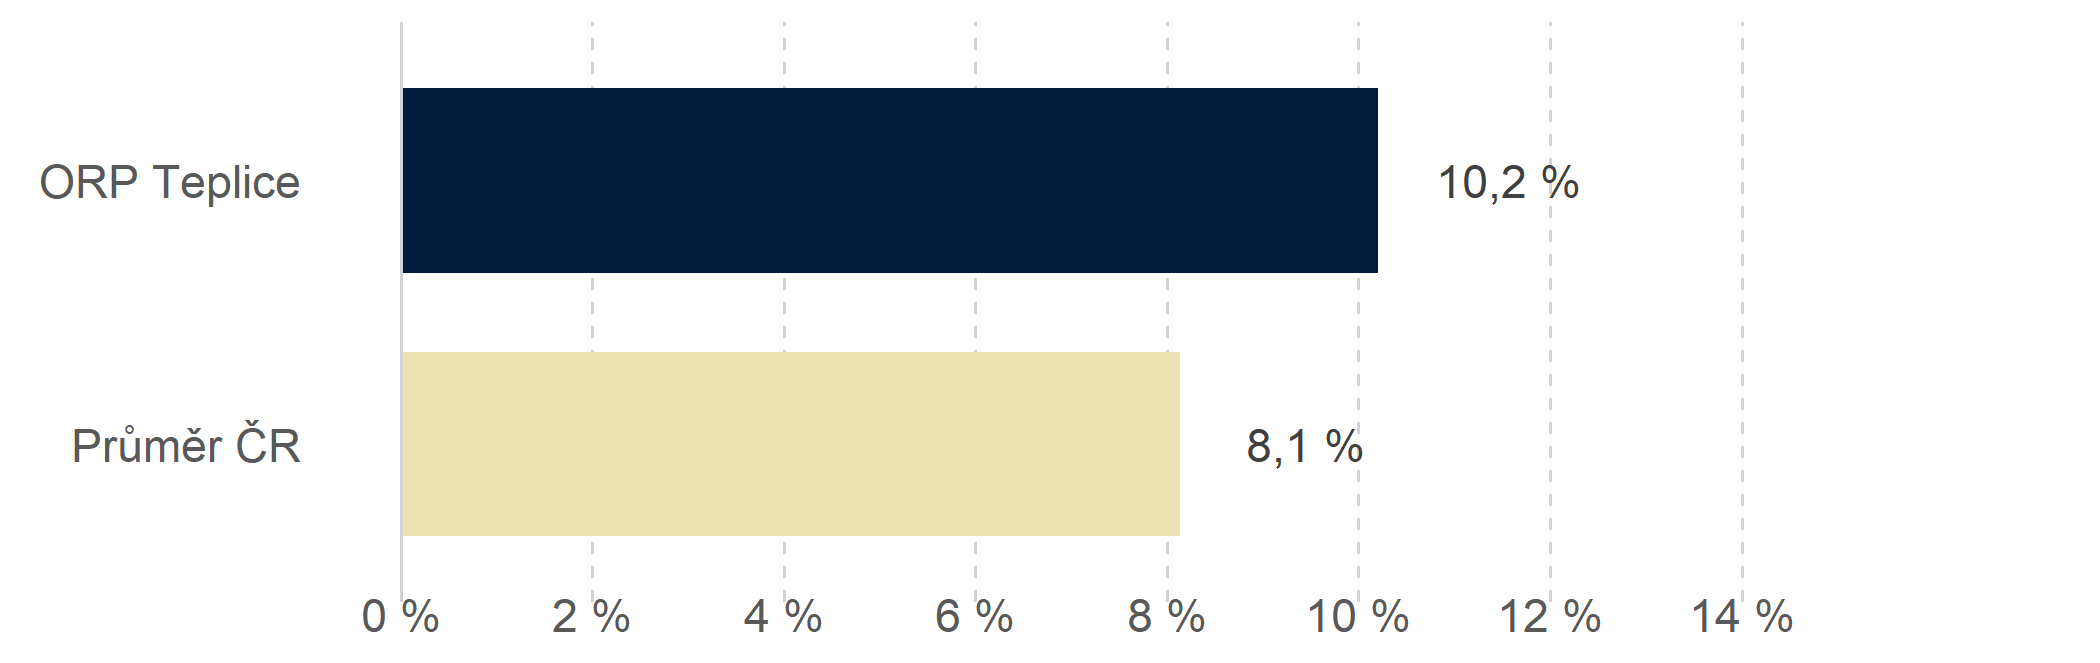 ORP Teplice
10,2 %
Průměr ČR
8,1 %
0 % 2 % 4 % 6 % 8 % 10 % 12 % 14 %